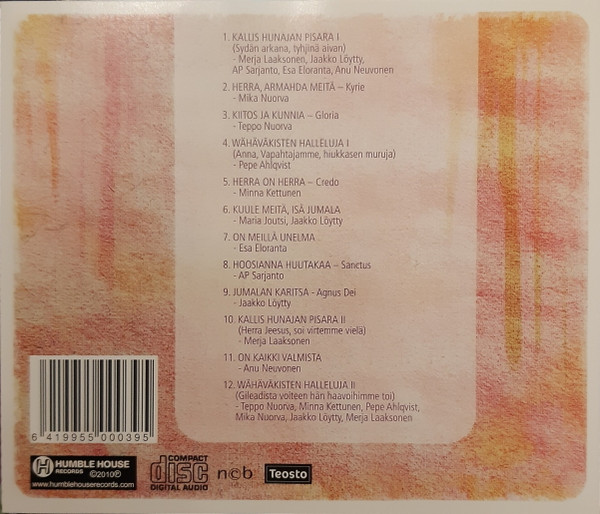 1. KALLIS HUNAJAN PISARA I
(Sydän arkana, tyhjinä aivan)
- Merja Laaksonen, Jaakko Löytty,
AP Sarjanto, Esa Eloranta, Anu Neuvonen
2. HERRA, ARMAHDA MEITÄ – Kyrie
- Mika Nuorva
3. KIITOS JA KUNNIA – Gloria
- Teppo Nuorva
4. WÄHÄVÄKISTEN HALLELUJA I
(Anna, Vapahtajamme, hiukkasen muruja)
- Pepe Ahlqvist
5. HERRA ON HERRA – Credo
- Minna Kettunen
6. KUULE MEITÄ, ISÄ JUMALA
- Maria Joutsi, Jaakko Löytty
7. ON MEILLÄ UNELMA
- Esa Eloranta
8. HOOSIANNA HUUTAKAA – Sanctus
- AP Sarjanto
9. JUMALAN KARITSA - Agnus Dei
- Jaakko Löytty
10. KALLIS HUNAJAN PISARA II
(Herra Jeesus, soi virtemme vielä)
- Merja Laaksonen
11. ON KAIKKI VALMISTA
- Anu Neuvonen
12. WÄHÄVÄKISTEN HALLELUJA II
(Gileadista voiteen hän haavoihimme toi)
- Teppo Nuorva, Minna Kettunen, Pepe Ahlqvist,
Mika Nuorva, Jaakko Löytty, Merja Laaksonen
6 419955 000395
HUMBLE HOUSE
RECORDS ©2010℗
www.humblehouserecords.com
COMPACT
disc
DIGITAL AUDIO
ncb
Teosto